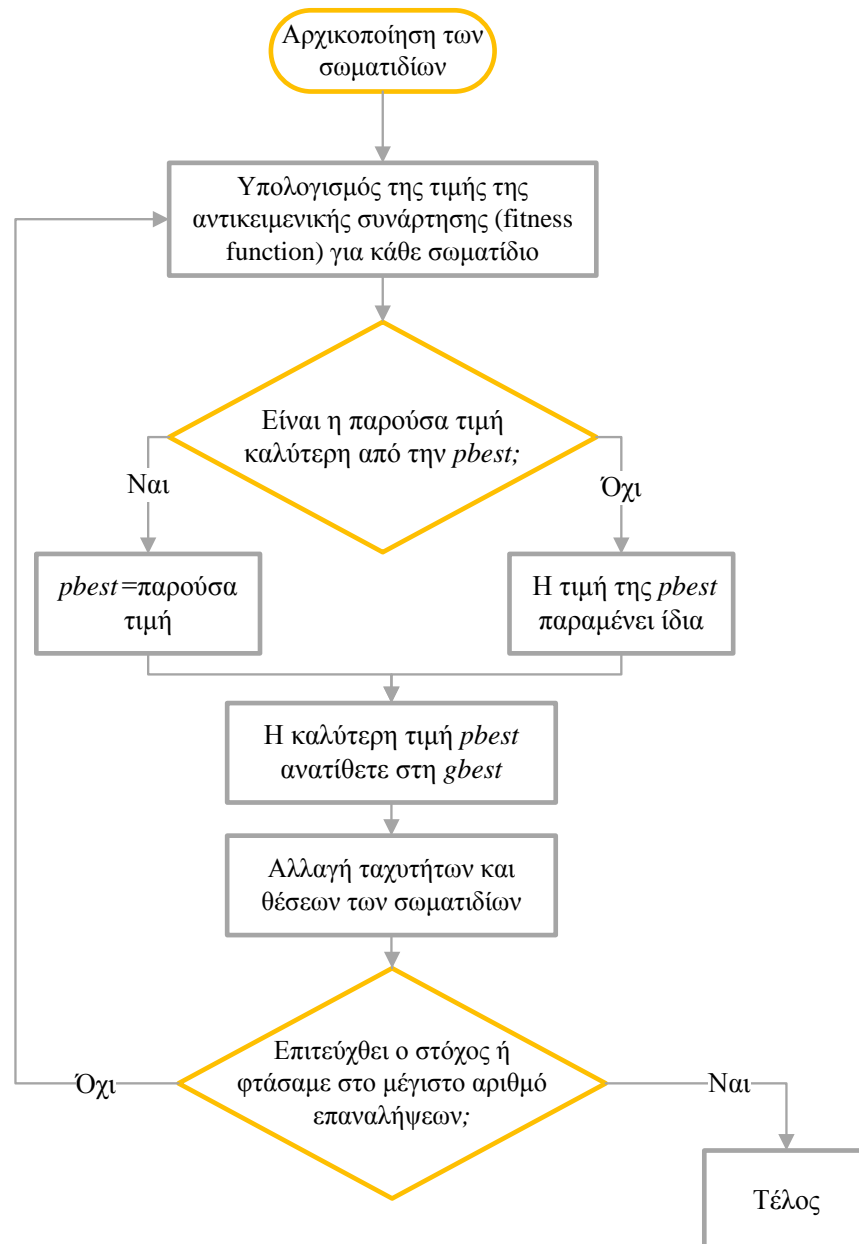 Αρχικοποίηση των
σωματιδίων
Υπολογισμός της τιμής της
αντικειμενικής συνάρτησης (fitness
function) για κάθε σωματίδιο
Είναι η παρούσα τιμή
καλύτερη από την pbest;
Ναι
Όχι
pbest=παρούσα
τιμή
Η τιμή της pbest
παραμένει ίδια
Η καλύτερη τιμή pbest
ανατίθετε στη gbest
Αλλαγή ταχυτήτων και
θέσεων των σωματιδίων
Επιτεύχθει ο στόχος ή
φτάσαμε στο μέγιστο αριθμό
επαναλήψεων;
Όχι
Ναι
Τέλος